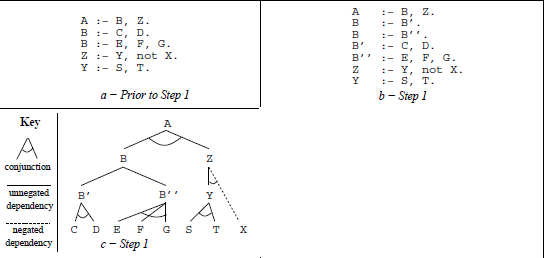 A :- B, Z.
B :- C, D.
B :- E, F, G.
Z :- Y, not X.
Y :- S, T.
a - Prior to Step 1
A :- B, Z.
B :- B'.
B :- B''.
B' :- C, D.
B'' :- E, F, G.
Z :- Y, not X.
Y :- S, T.
b - Step 1
Key
conjunction
unnegated
dependency
negated
dependency
A
B Z
B' B'' Y
C D E F G S T X
c - Step 1